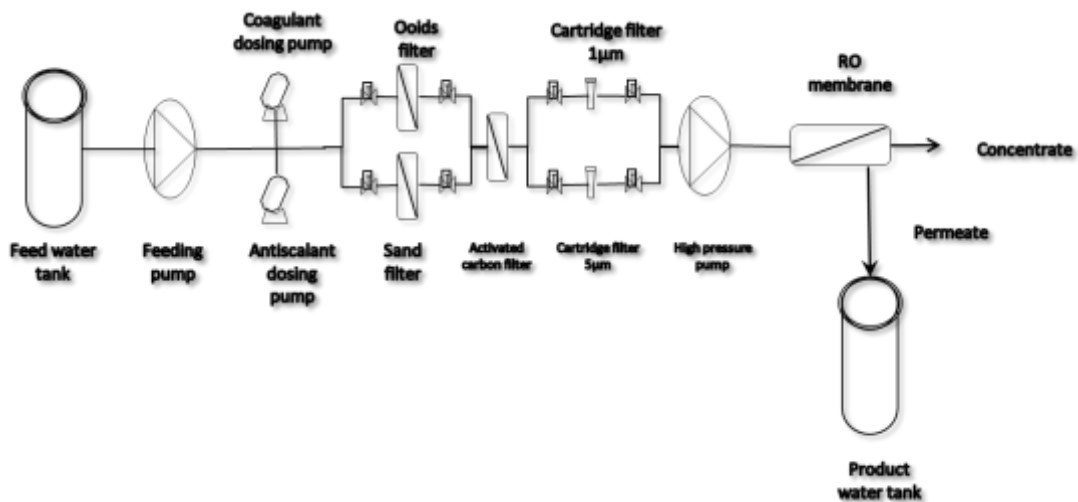 Coagulant
dosing pump
Ooids
filter
Cartridge filter
1µm
RO
membrane
Concentrate
Feed water
tank
Feeding
pump
Antiscalant
dosing
pump
Sand
filter
Activated
carbon filter
Cartridge filter
5µm
High pressure
pump
Permeate
Product
water tank